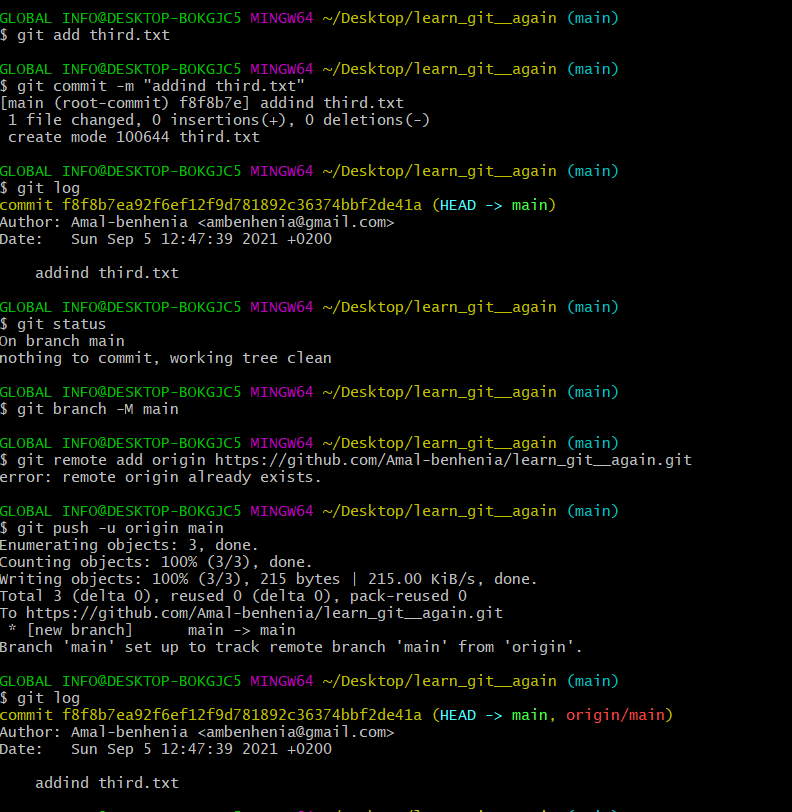 GLOBAL INFO@DESKTOP-BOKGJC5 MINGW64 ~/Desktop/learn_git__again (main)
$ git add third.txt
GLOBAL INFO@DESKTOP-BOKGJC5 MINGW64 ~/Desktop/learn_git__again (main)
$ git commit -m "addind third.txt"
[main (root-commit) f8f8b7e] addind third.txt
 1 file changed, 0 insertions(+), 0 deletions(-)
 create mode 100644 third.txt
GLOBAL INFO@DESKTOP-BOKGJC5 MINGW64 ~/Desktop/learn_git__again (main)
$ git log
commit f8f8b7ea92f6ef12f9d781892c36374bbf2de41a (HEAD -> main)
Author: Amal-benhenia <ambenhenia@gmail.com>
Date:   Sun Sep 5 12:47:39 2021 +0200
    addind third.txt
GLOBAL INFO@DESKTOP-BOKGJC5 MINGW64 ~/Desktop/learn_git__again (main)
$ git status
On branch main
nothing to commit, working tree clean
GLOBAL INFO@DESKTOP-BOKGJC5 MINGW64 ~/Desktop/learn_git__again (main)
$ git branch -M main
GLOBAL INFO@DESKTOP-BOKGJC5 MINGW64 ~/Desktop/learn_git__again (main)
$ git remote add origin https://github.com/Amal-benhenia/learn_git__again.git
error: remote origin already exists.
GLOBAL INFO@DESKTOP-BOKGJC5 MINGW64 ~/Desktop/learn_git__again (main)
$ git push -u origin main
Enumerating objects: 3, done.
Counting objects: 100% (3/3), done.
Writing objects: 100% (3/3), 215 bytes | 215.00 KiB/s, done.
Total 3 (delta 0), reused 0 (delta 0), pack-reused 0
To https://github.com/Amal-benhenia/learn_git__again.git
 * [new branch]      main -> main
Branch 'main' set up to track remote branch 'main' from 'origin'.
GLOBAL INFO@DESKTOP-BOKGJC5 MINGW64 ~/Desktop/learn_git__again (main)
$ git log
commit f8f8b7ea92f6ef12f9d781892c36374bbf2de41a (HEAD -> main, origin/main)
Author: Amal-benhenia <ambenhenia@gmail.com>
Date:   Sun Sep 5 12:47:39 2021 +0200
    addind third.txt